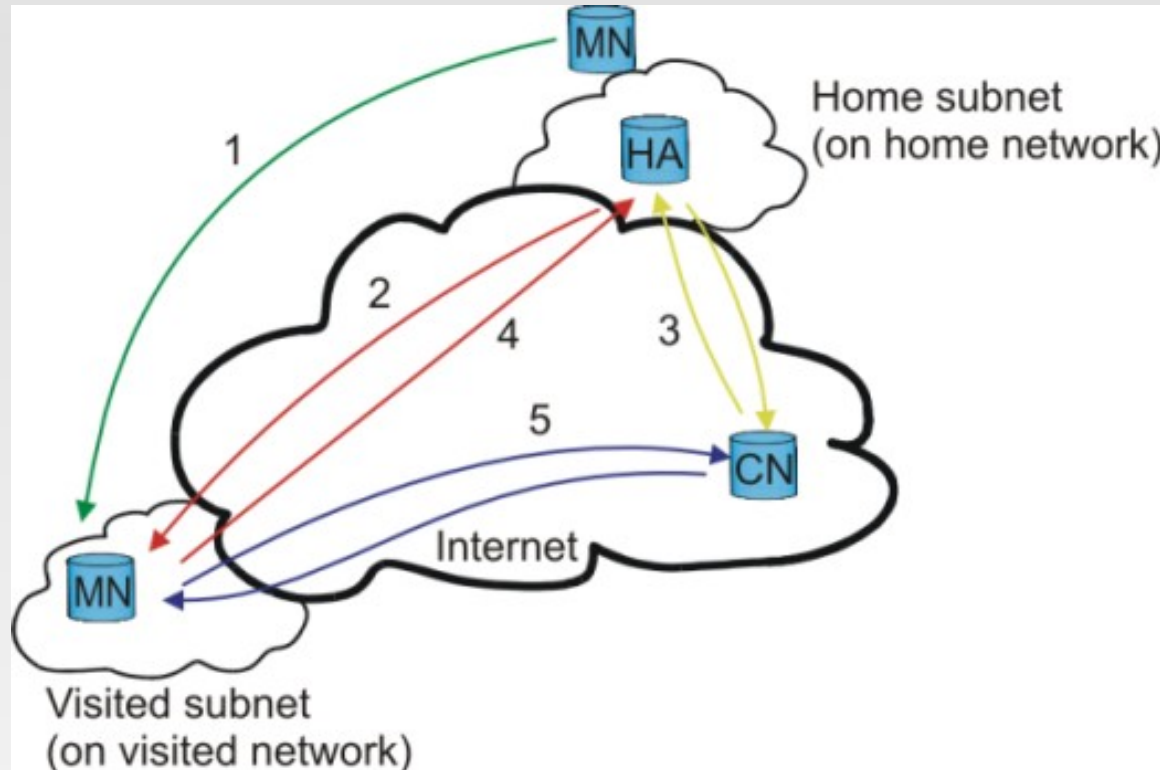 MN
Home subnet
(on home network)
HA
1
2
4
3
5
CN
Internet
MN
Visited subnet
(on visited network)